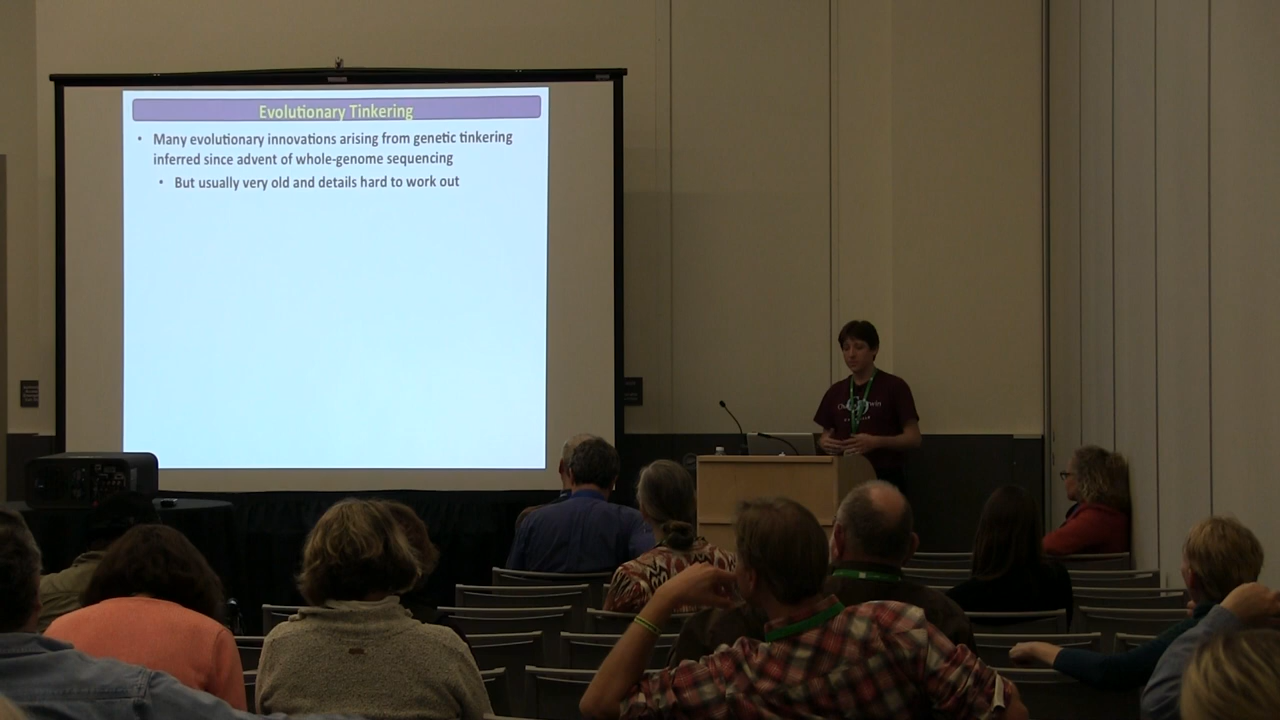 Evolutionary Tinkering
• Many evolutionary innovations arising from genetic tinkering
inferred since advent of whole-genome sequencing
• But usually very old and details hard to work out